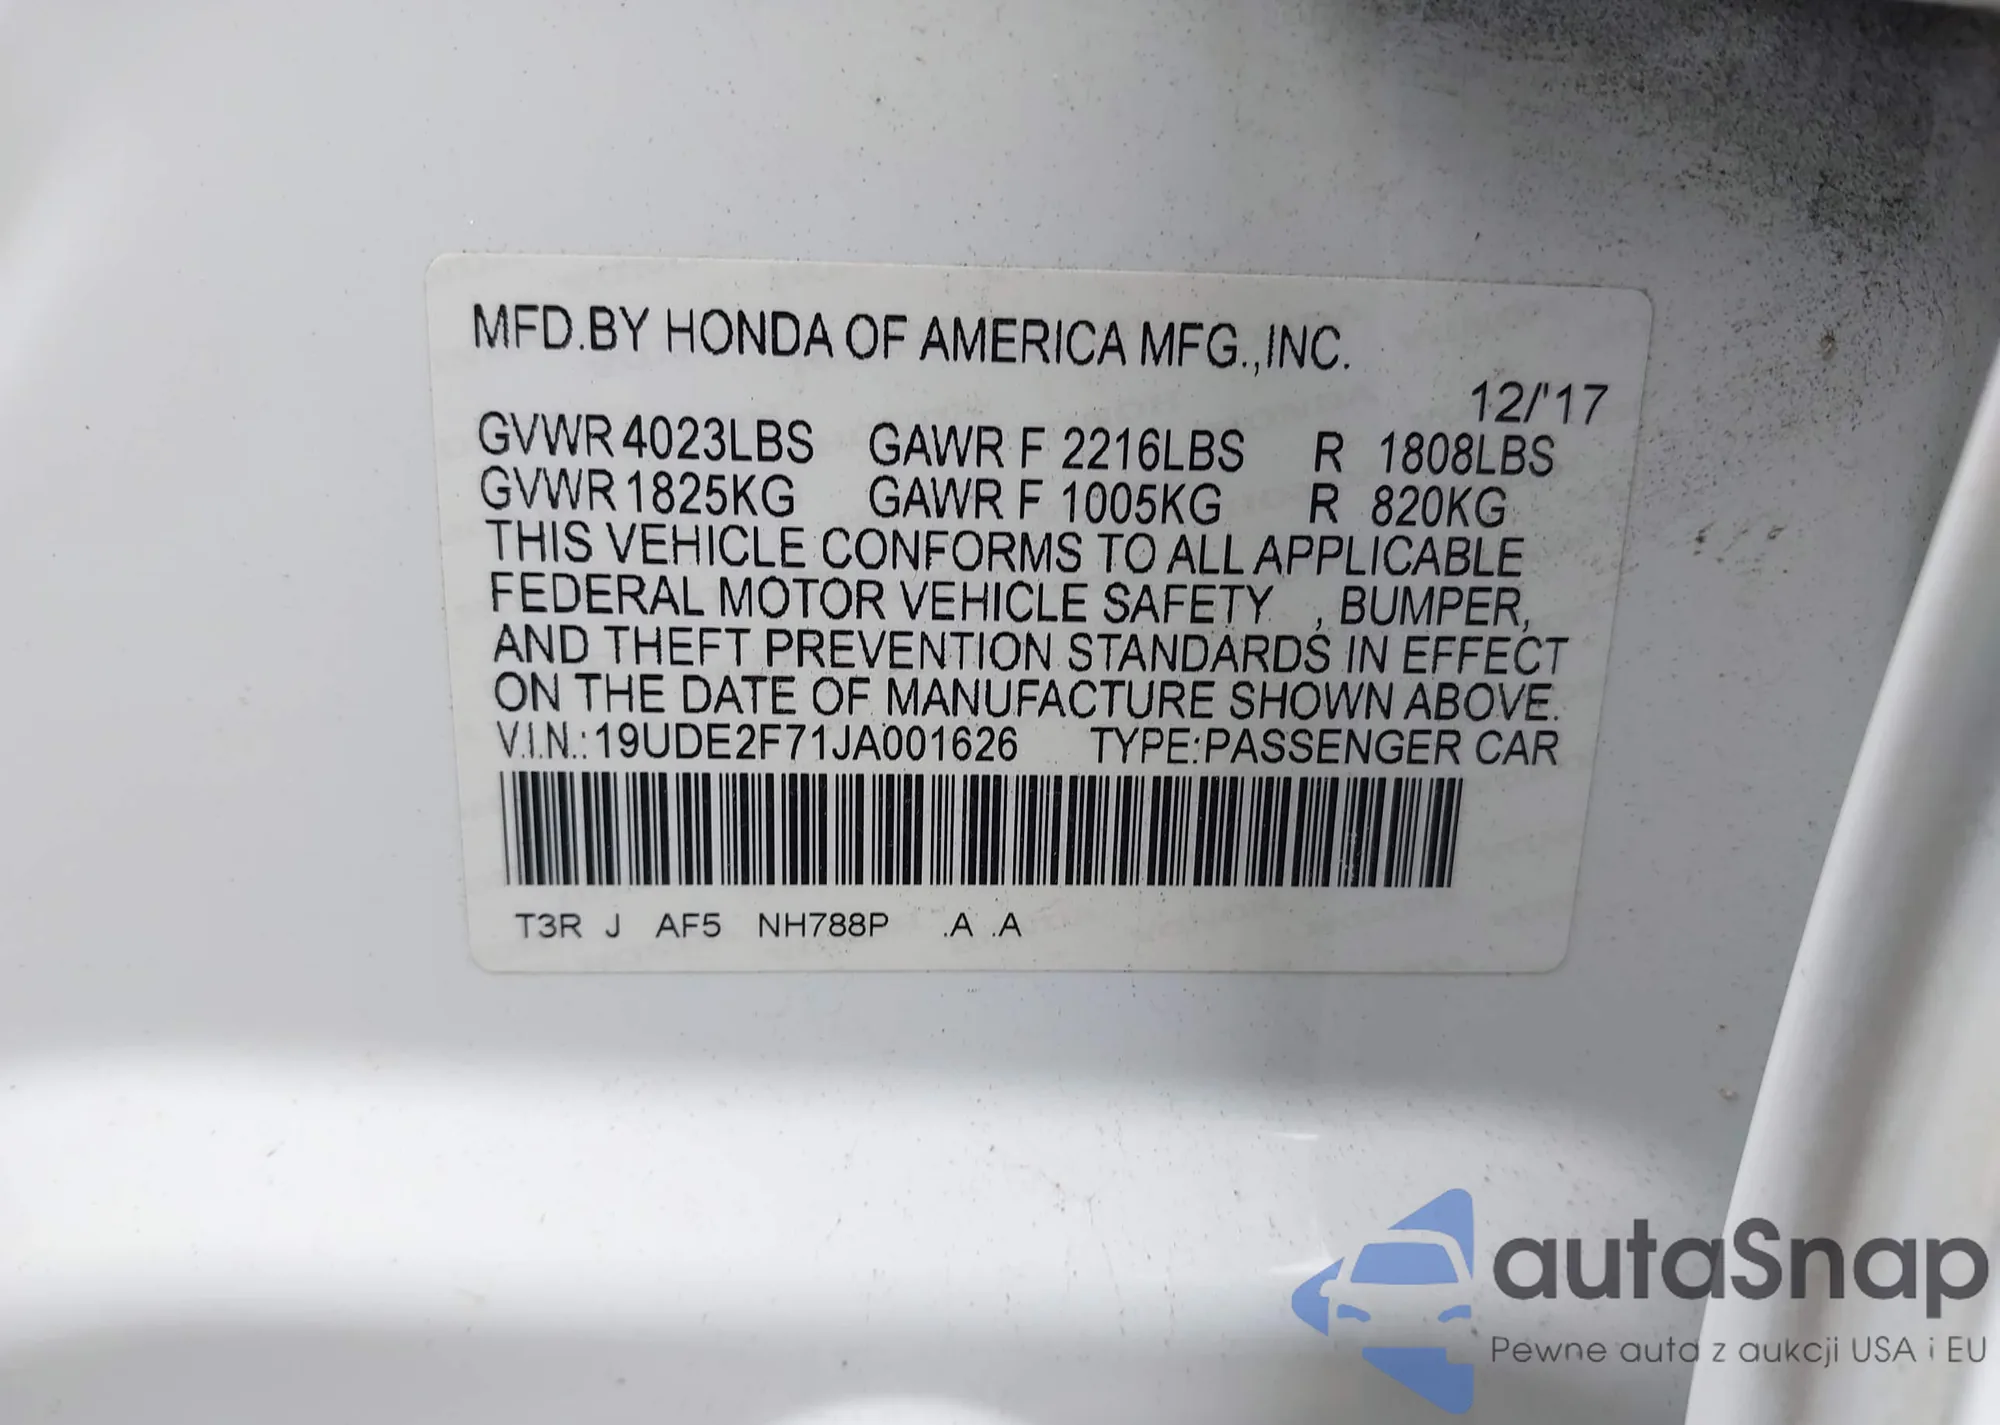 MFD.BY HONDA OF AMERICA MFG.,INC.
12/'17
GVWR 4023LBS GAWR F 2216LBS R 1808LBS
GVWR 1825KG GAWR F 1005KG R 820KG
THIS VEHICLE CONFORMS TO ALL APPLICABLE
FEDERAL MOTOR VEHICLE SAFETY , BUMPER,
AND THEFT PREVENTION STANDARDS IN EFFECT
ON THE DATE OF MANUFACTURE SHOWN ABOVE.
V.I.N.: 19UDE2F71JA001626 TYPE:PASSENGER CAR
T3R J AF5 NH788P .A .A
autaSnap
Pewne auta z aukcji USA i EU